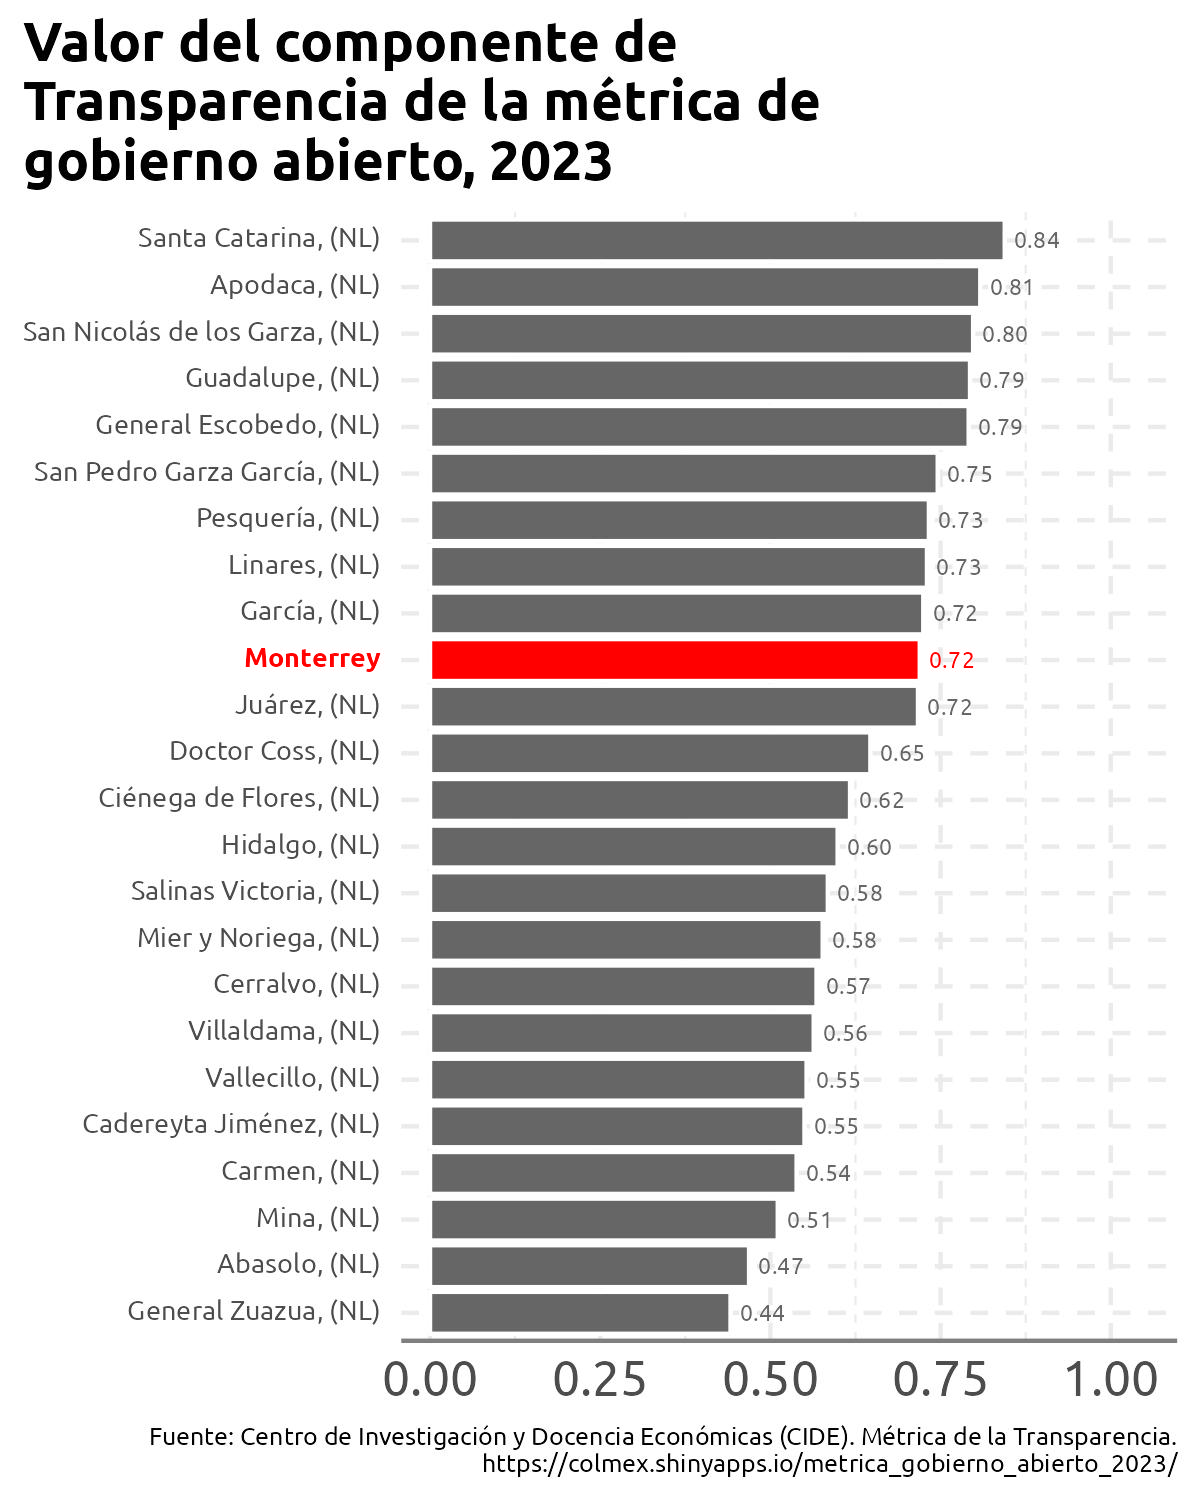 Valor del componente de
Transparencia de la métrica de
gobierno abierto, 2023
Santa Catarina, (NL) 0.84
Apodaca, (NL) 0.81
San Nicolás de los Garza, (NL) 0.80
Guadalupe, (NL) 0.79
General Escobedo, (NL) 0.79
San Pedro Garza García, (NL) 0.75
Pesquería, (NL) 0.73
Linares, (NL) 0.73
García, (NL) 0.72
Monterrey 0.72
Juárez, (NL) 0.72
Doctor Coss, (NL) 0.65
Ciénega de Flores, (NL) 0.62
Hidalgo, (NL) 0.60
Salinas Victoria, (NL) 0.58
Mier y Noriega, (NL) 0.58
Cerralvo, (NL) 0.57
Villaldama, (NL) 0.56
Vallecillo, (NL) 0.55
Cadereyta Jiménez, (NL) 0.55
Carmen, (NL) 0.54
Mina, (NL) 0.51
Abasolo, (NL) 0.47
General Zuazua, (NL) 0.44
0.00 0.25 0.50 0.75 1.00
Fuente: Centro de Investigación y Docencia Económicas (CIDE). Métrica de la Transparencia.
https://colmex.shinyapps.io/metrica_gobierno_abierto_2023/